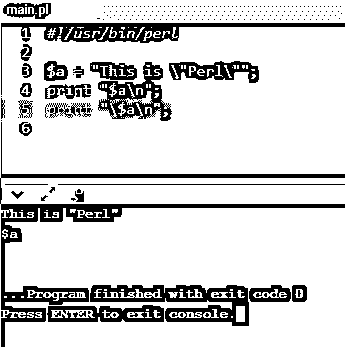 main.pl
1 #!/usr/bin/perl
2
3 $a = "This is \"Perl\"";
4 print "$a\n";
5 print "\$a\n";
6
This is "Perl"
$a
...Program finished with exit code 0
Press ENTER to exit console.